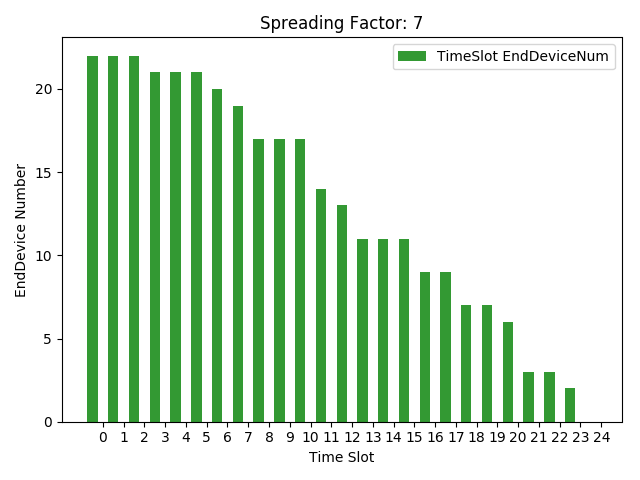 Spreading Factor: 7
TimeSlot EndDeviceNum
EndDevice Number
20
15
10
5
0
0 1 2 3 4 5 6 7 8 9 10 11 12 13 14 15 16 17 18 19 20 21 22 23 24
Time Slot